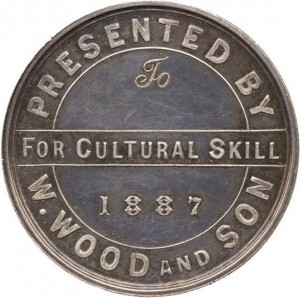 PRESENTED BY
To
FOR CULTURAL SKILL
1887
W. WOOD AND SON